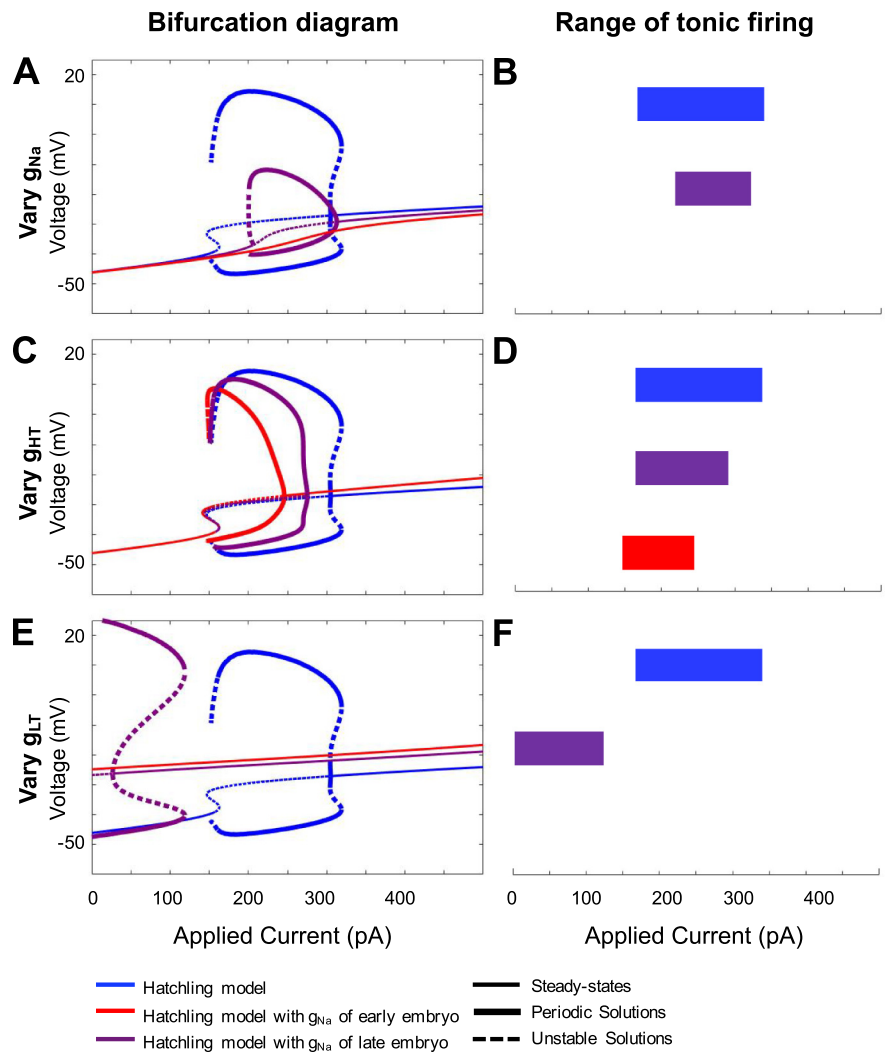 Bifurcation diagram
Range of tonic firing
A
Vary gNa
Voltage (mV)
20
-50
B
C
Vary gHT
Voltage (mV)
20
-50
D
E
Vary gLT
Voltage (mV)
20
-50
0 100 200 300 400
Applied Current (pA)
F
0 100 200 300 400
Applied Current (pA)
Hatchling model
Hatchling model with gNa of early embryo
Hatchling model with gNa of late embryo
Steady-states
Periodic Solutions
Unstable Solutions